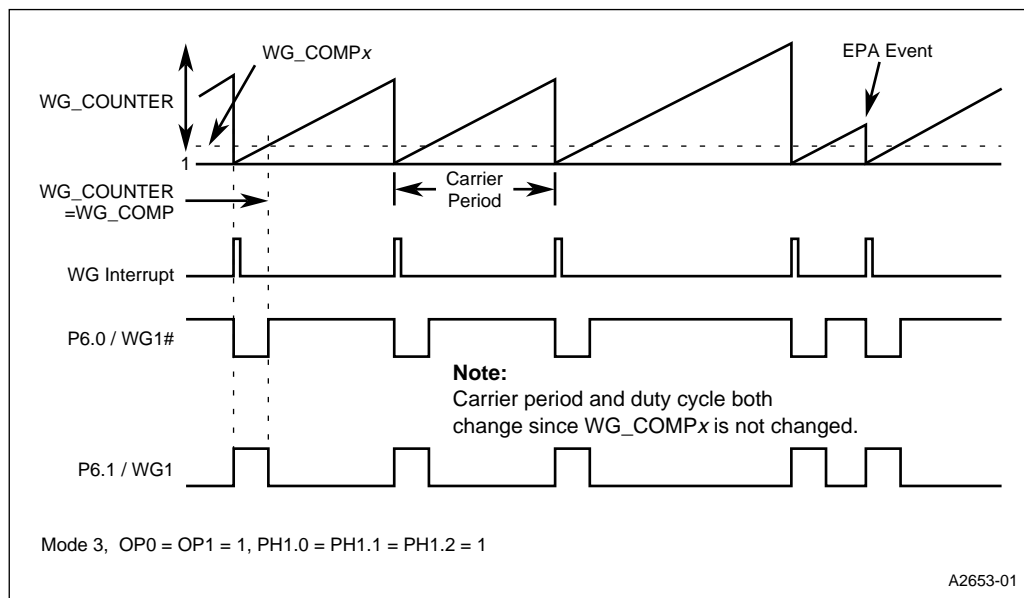 WG_COMPx
EPA Event
WG_COUNTER
1
Carrier
Period
WG_COUNTER
=WG_COMP
WG Interrupt
P6.0 / WG1#
Note:
Carrier period and duty cycle both
change since WG_COMPx is not changed.
P6.1 / WG1
Mode 3, OP0 = OP1 = 1, PH1.0 = PH1.1 = PH1.2 = 1
A2653-01